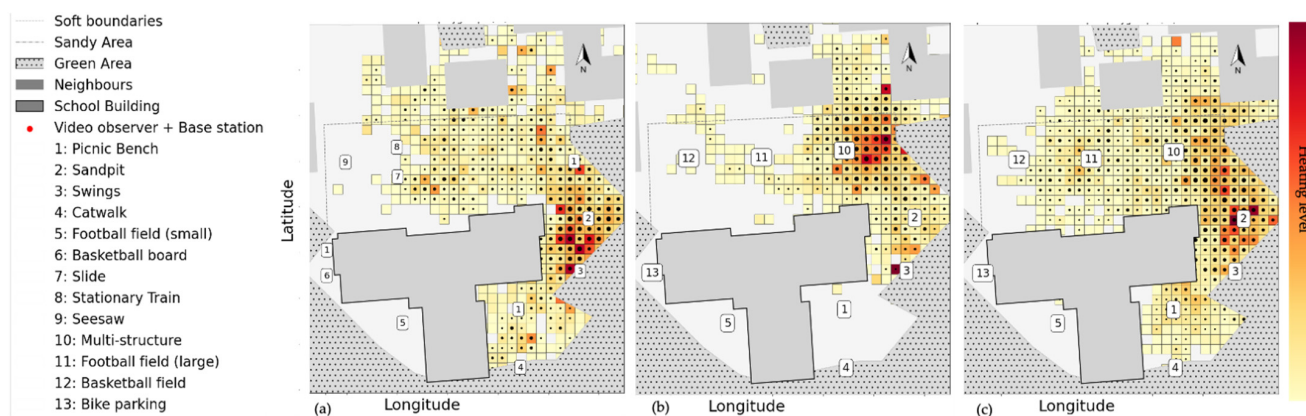 Soft boundaries
Sandy Area
Green Area
Neighbours
School Building
Video observer + Base station
1: Picnic Bench
2: Sandpit
3: Swings
4: Catwalk
5: Football field (small)
6: Basketball board
7: Slide
8: Stationary Train
9: Seesaw
10: Multi-structure
11: Football field (large)
12: Basketball field
13: Bike parking
Latitude
N
8
9
1
7
2
1
6
3
1
5
4
(a)
Longitude
N
12
11
10
2
13
3
1
5
4
(b)
Longitude
N
12
11
10
2
13
3
1
5
4
(c)
Longitude
level